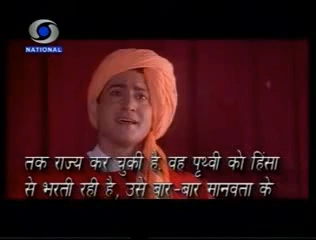 NATIONAL
तक राज्य कर चुकी है, वह पृथ्वी को हिंसा
से भरती रही है, उसे बार-बार मानवता के